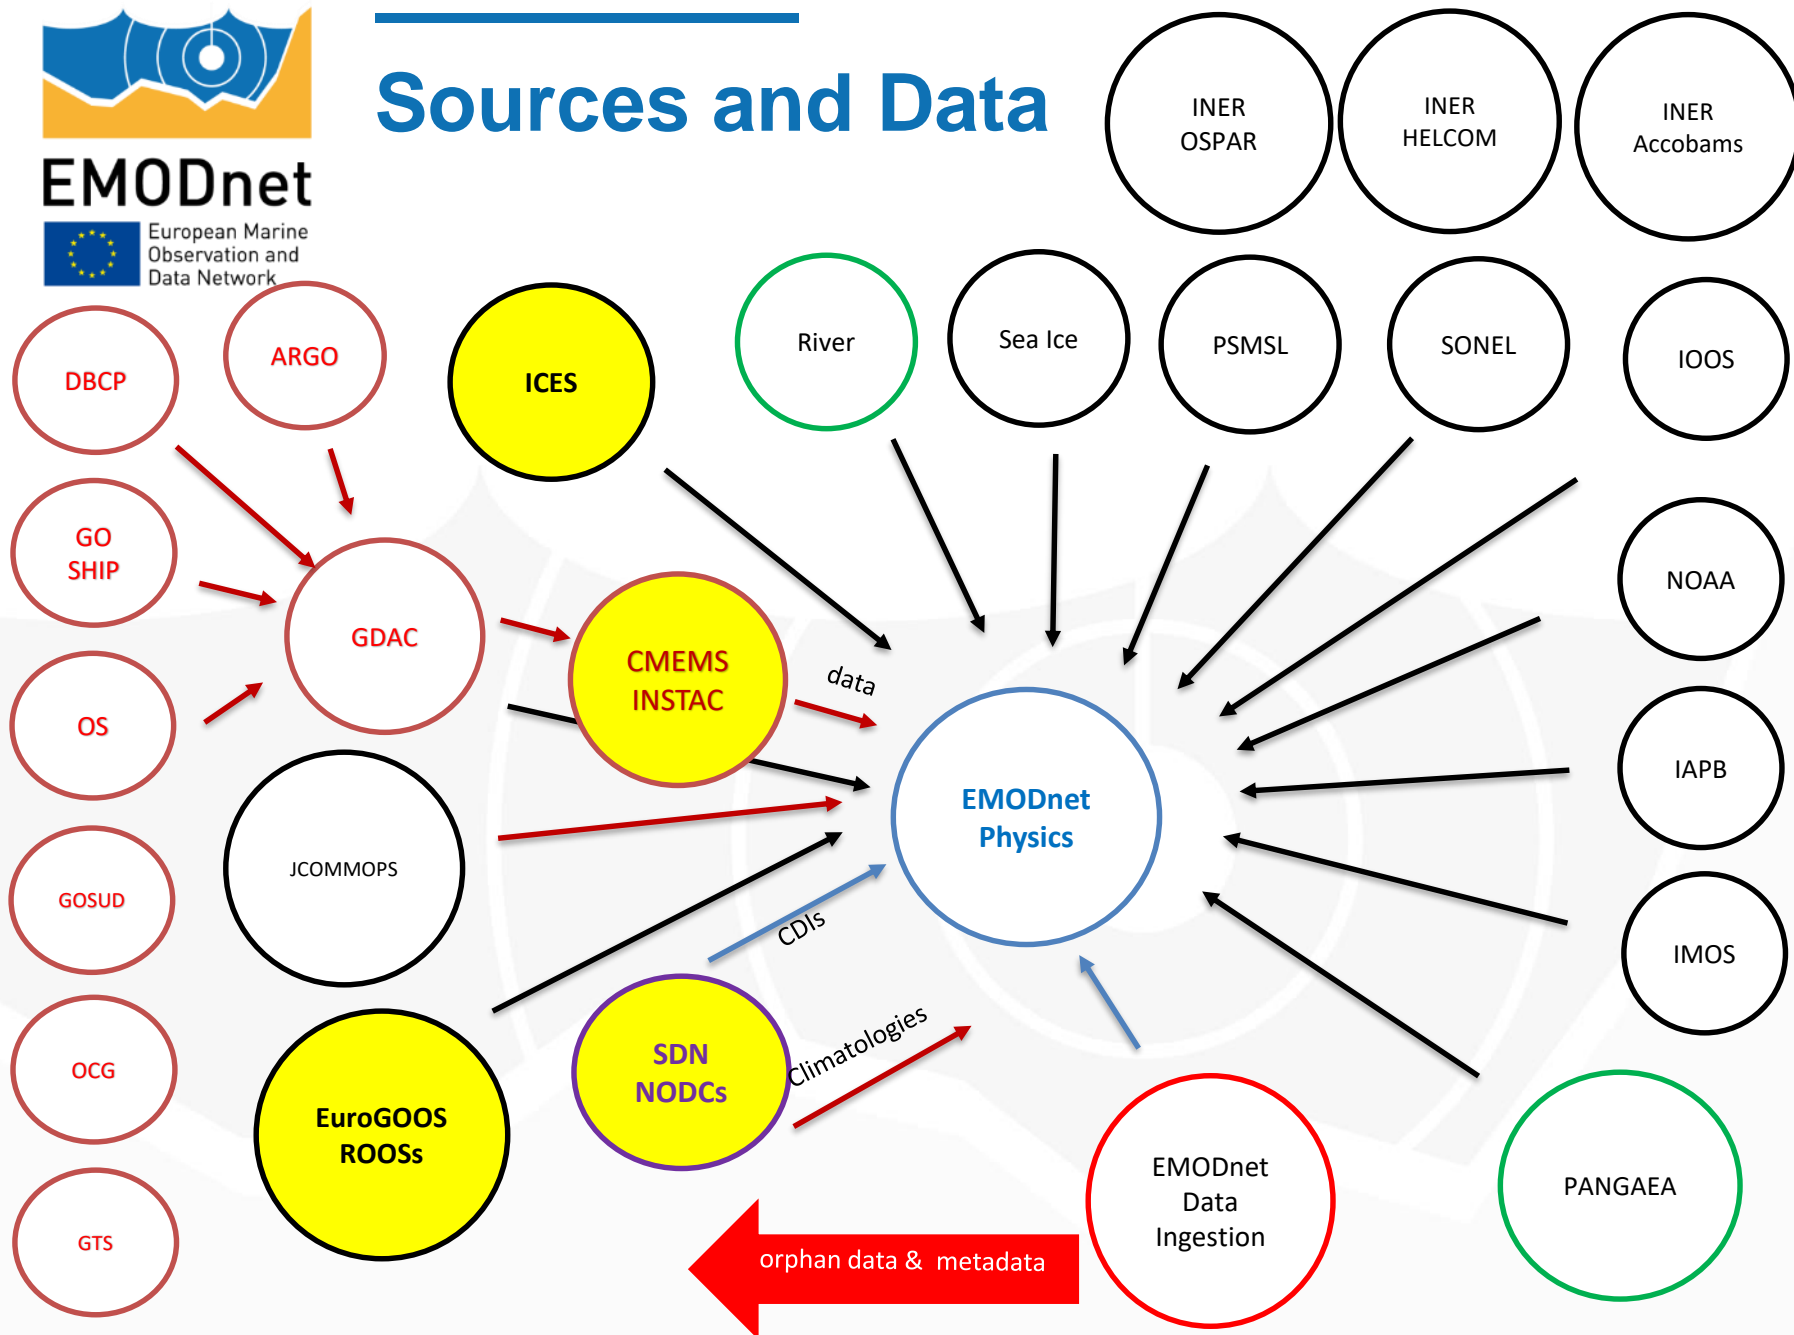 Sources and Data
EMODnet
European Marine
Observation and
Data Network
INER
OSPAR
INER
HELCOM
INER
Accobams
DBCP
ARGO
ICES
River
Sea Ice
PSMSL
SONEL
IOOS
GO
SHIP
GDAC
CMEMS
INSTAC
data
NOAA
OS
EMODnet
Physics
IAPB
JCOMMOPS
GOSUD
CDIs
IMOS
OCG
EuroGOOS
ROOSs
SDN
NODCs
Climatologies
EMODnet
Data
Ingestion
PANGAEA
GTS
orphan data & metadata